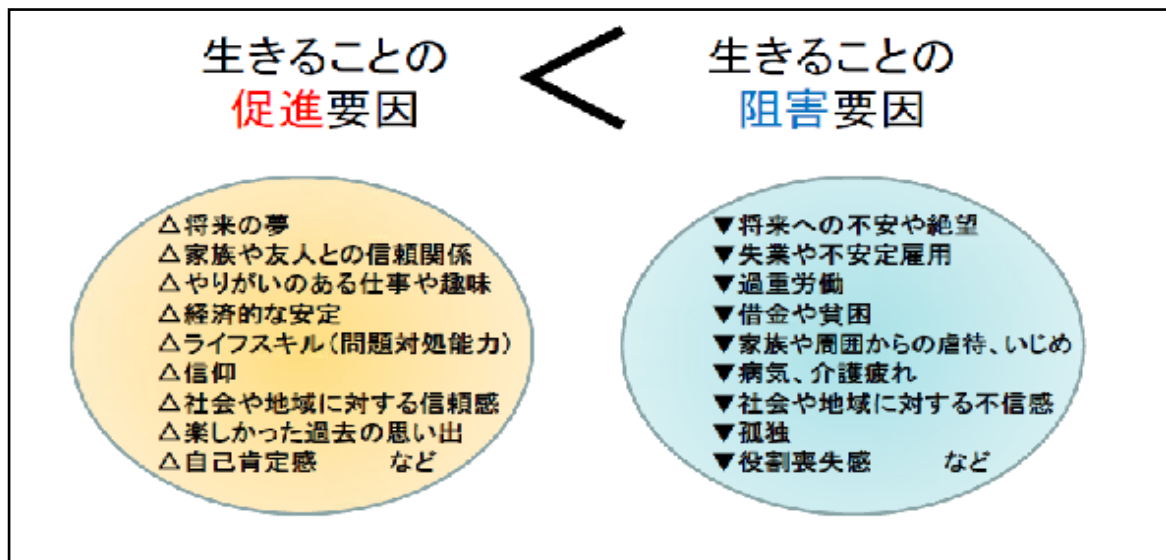 生きることの
促進要因
<
生きることの
阻害要因
△将来の夢
△家族や友人との信頼関係
△やりがいのある仕事や趣味
△経済的な安定
△ライフスキル(問題対処能力)
△信仰
△社会や地域に対する信頼感
△楽しかった過去の思い出
△自己肯定感 など
▼将来への不安や絶望
▼失業や不安定雇用
▼過重労働
▼借金や貧困
▼家族や周囲からの虐待、いじめ
▼病気、介護疲れ
▼社会や地域に対する不信感
▼孤独
▼役割喪失感 など